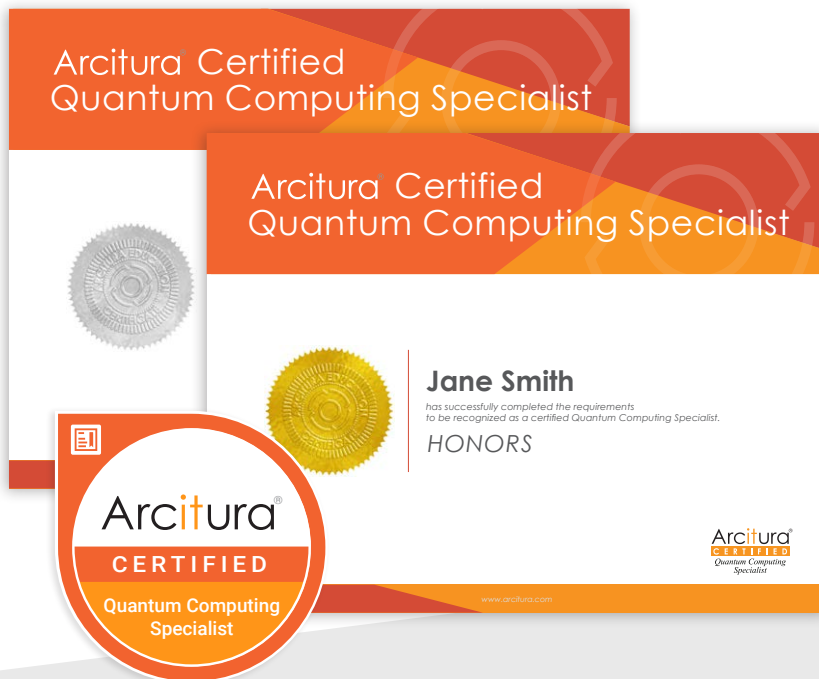 Arcitura Certified
Quantum Computing Specialist
Arcitura Certified
Quantum Computing Specialist
Jane Smith
has successfully completed the requirements
to be recognized as a certified Quantum Computing Specialist.
HONORS
Arcitura®
CERTIFIED
Quantum Computing
Specialist
Arcitura®
CERTIFIED
Quantum Computing
Specialist
www.arcitura.com